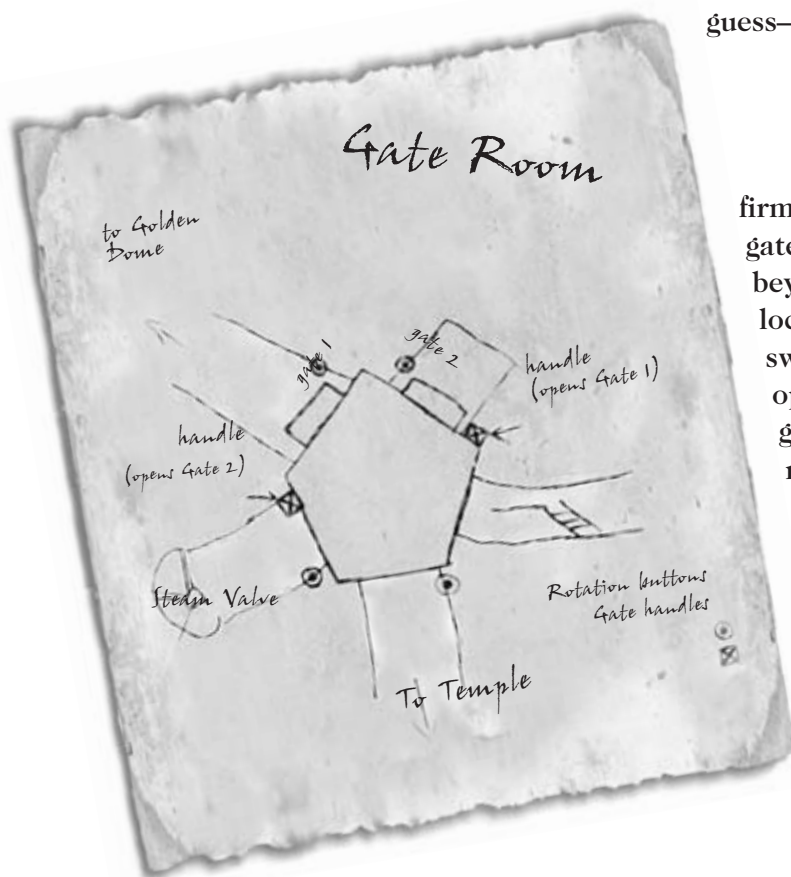 guess—
Gate Room
to Golden
Dome
firm
gate
bey
loc
sw
op
g
gate 1
gate 2
handle
(opens Gate 1)
handle
(opens Gate 2)
Steam Valve
Rotation buttons
Gate handles
To Temple